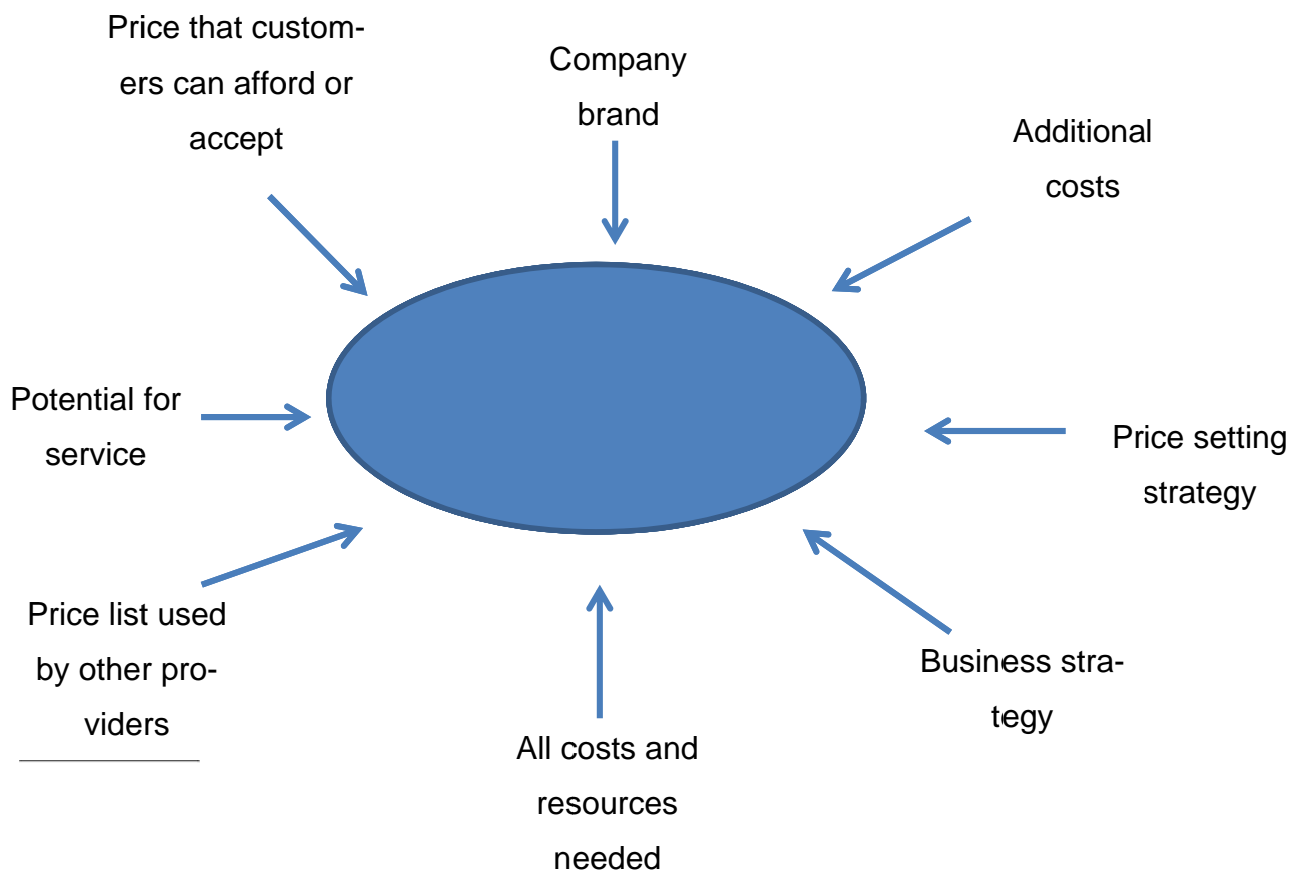 Price that custom-
ers can afford or
accept
Company
brand
Additional
costs
Potential for
service
Price setting
strategy
Price list used
by other pro-
viders
Business stra-
tegy
All costs and
resources
needed